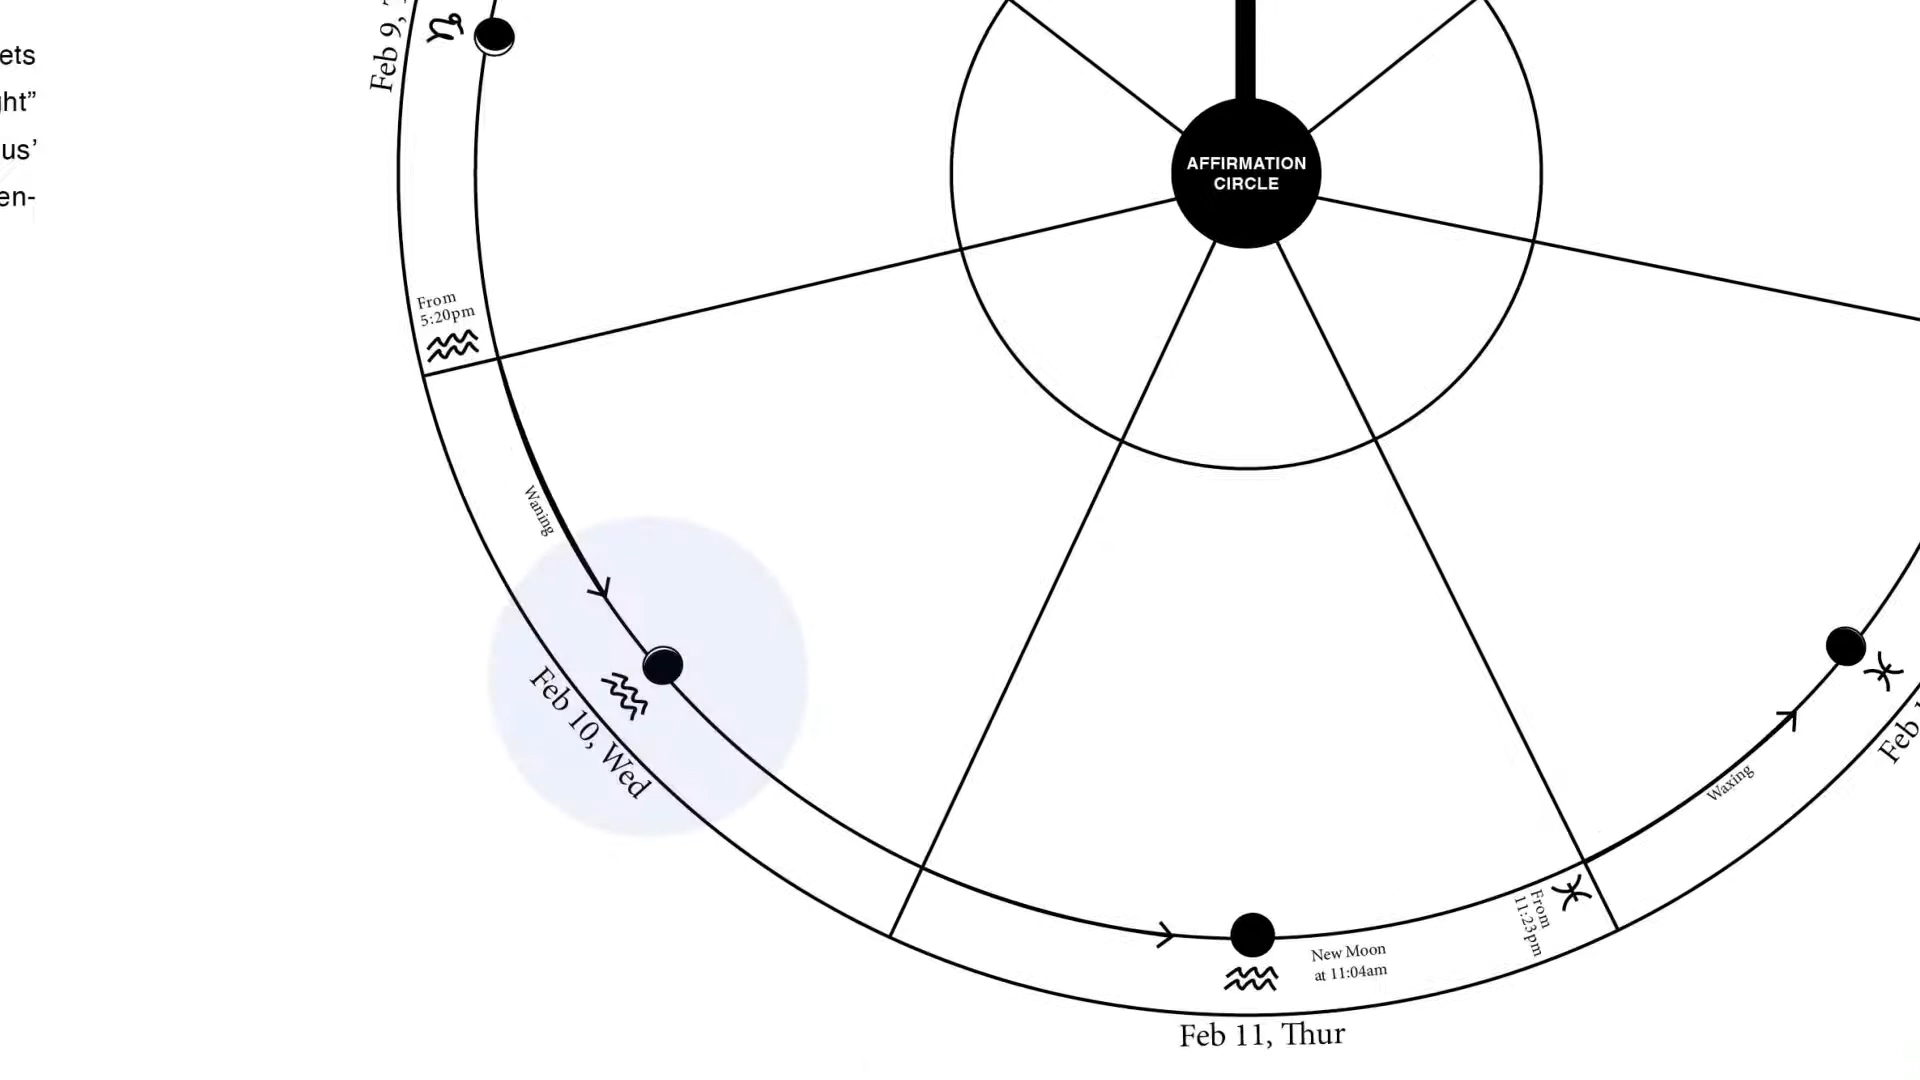 ets
ght”
us’
en-
Feb 9,
AFFIRMATION
CIRCLE
From
5:20pm
Waning
Feb 10, Wed
New Moon
at 11:04am
Feb 11, Thur
From
11:23pm
Waxing
Feb